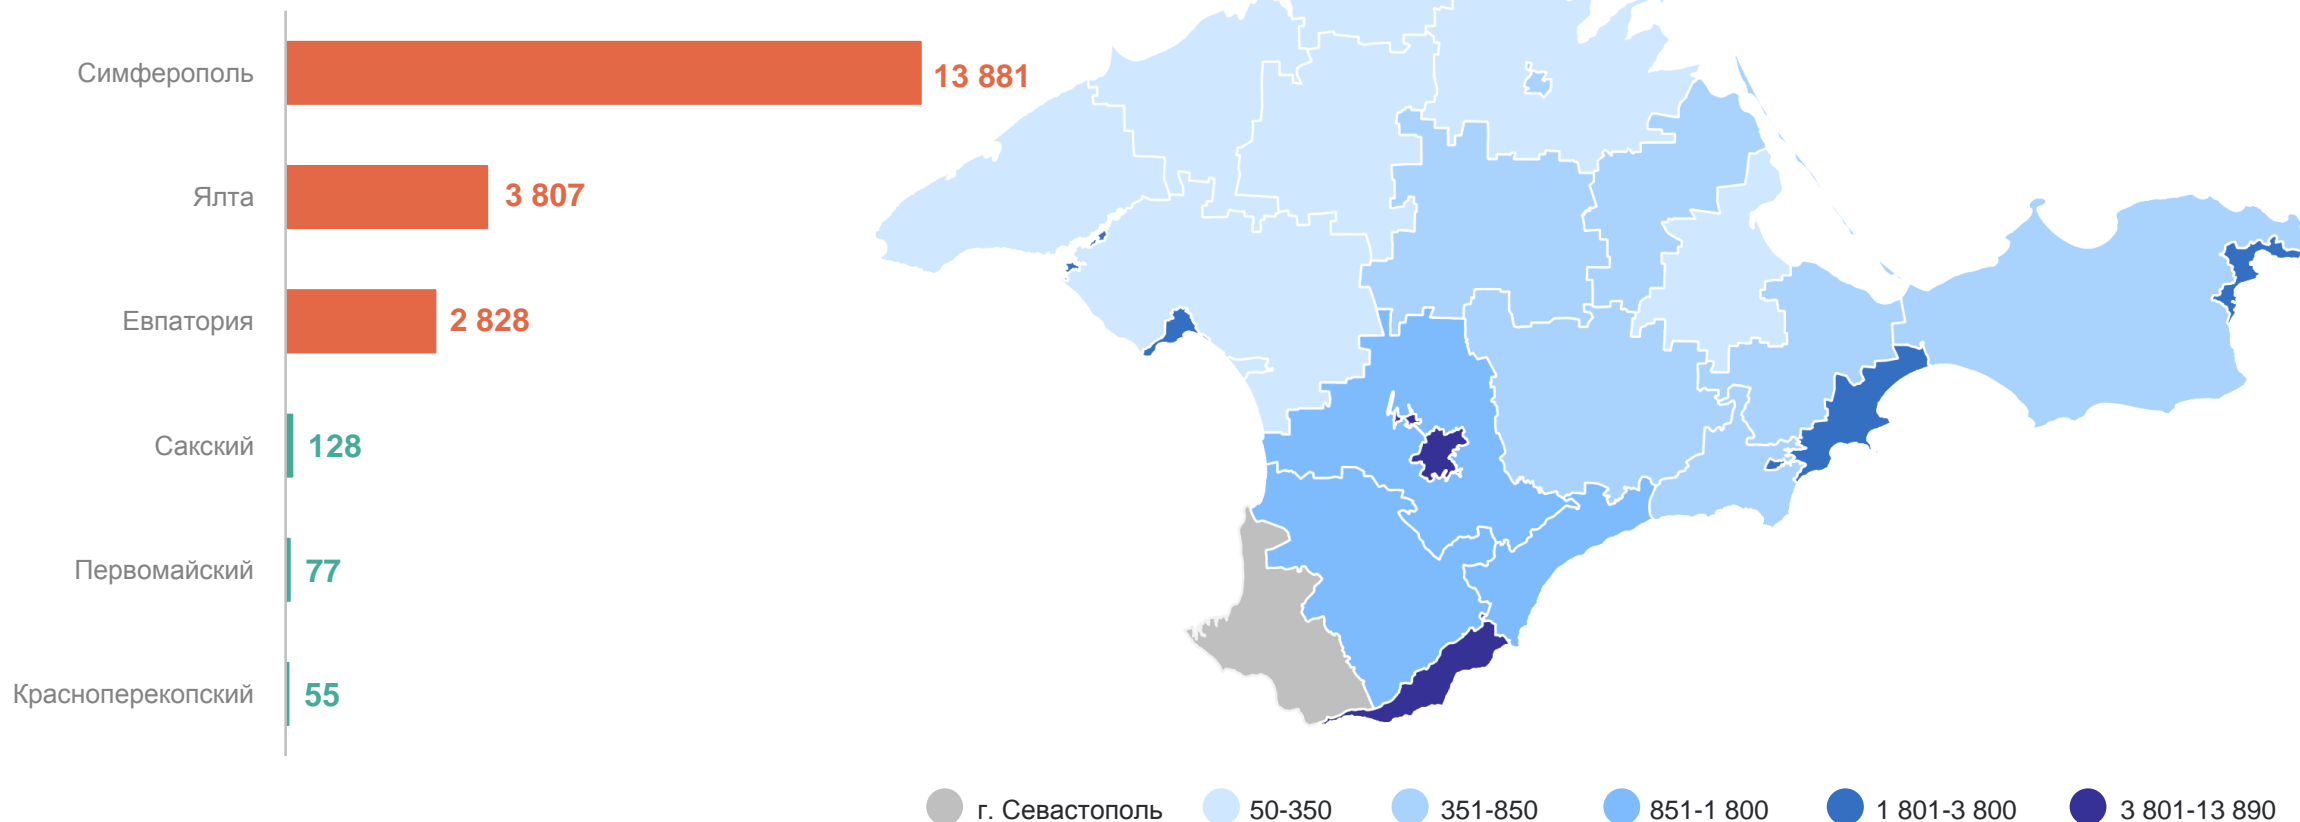 Симферополь
13 881
Ялта
3 807
Евпатория
2 828
Сакский
128
Первомайский
77
Красноперекопский
55
г. Севастополь
50-350
351-850
851-1 800
1 801-3 800
3 801-13 890